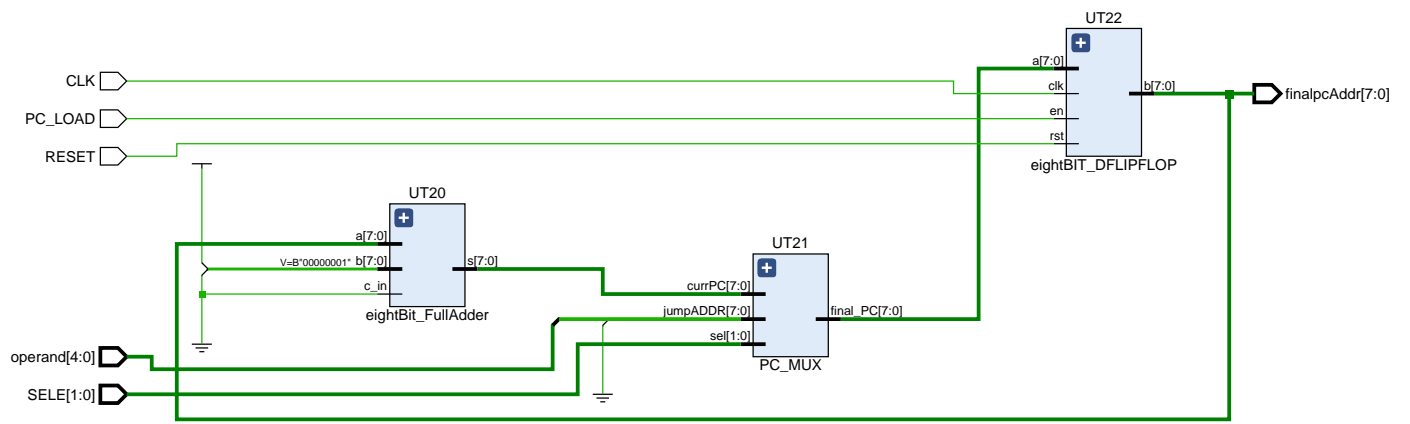 UT22
a[7:0]
CLK
clk
b[7:0]
finalpcAddr[7:0]
PC_LOAD
en
RESET
rst
eightBIT_DFLIPFLOP
UT20
a[7:0]
V=B"00000001" b[7:0]
s[7:0]
c_in
eightBit_FullAdder
UT21
currPC[7:0]
jumpADDR[7:0]
final_PC[7:0]
sel[1:0]
PC_MUX
operand[4:0]
SELE[1:0]